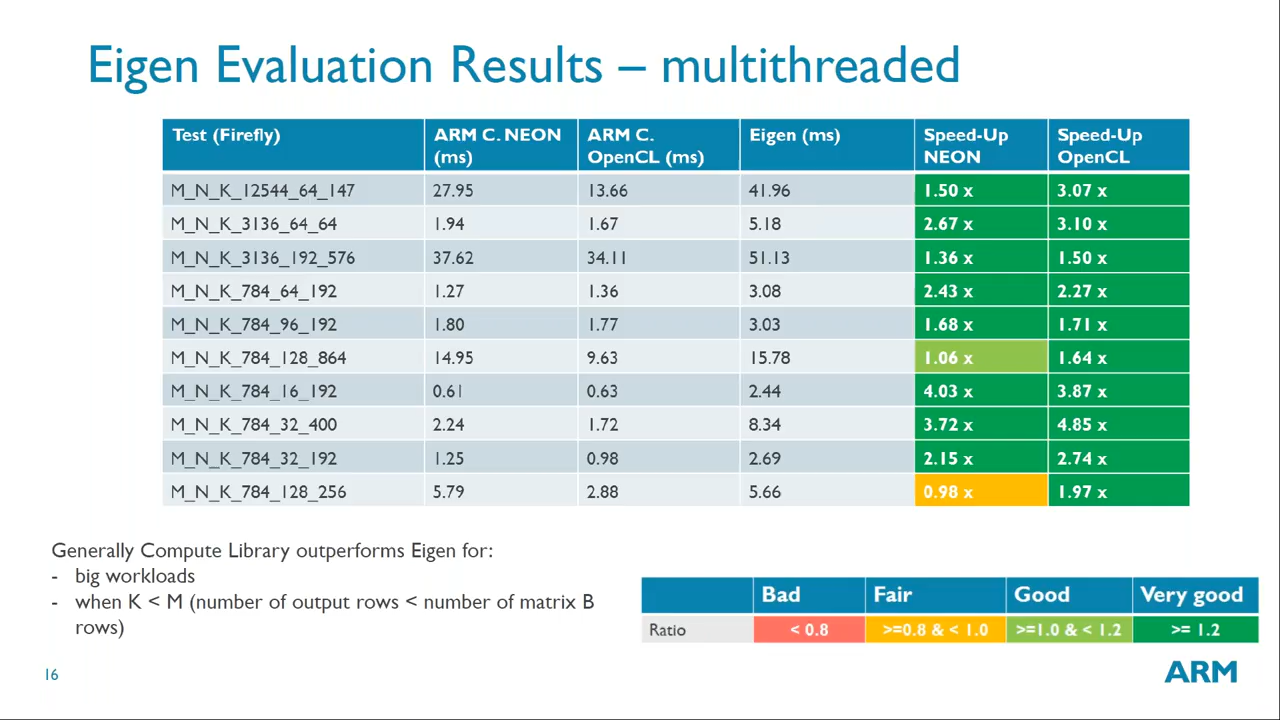 Eigen Evaluation Results – multithreaded
Test (Firefly) ARM C. NEON (ms) ARM C. OpenCL (ms) Eigen (ms) Speed-Up NEON Speed-Up OpenCL
M_N_K_12544_64_147 27.95 13.66 41.96 1.50 x 3.07 x
M_N_K_3136_64_64 1.94 1.67 5.18 2.67 x 3.10 x
M_N_K_3136_192_576 37.62 34.11 51.13 1.36 x 1.50 x
M_N_K_784_64_192 1.27 1.36 3.08 2.43 x 2.27 x
M_N_K_784_96_192 1.80 1.77 3.03 1.68 x 1.71 x
M_N_K_784_128_864 14.95 9.63 15.78 1.06 x 1.64 x
M_N_K_784_16_192 0.61 0.63 2.44 4.03 x 3.87 x
M_N_K_784_32_400 2.24 1.72 8.34 3.72 x 4.85 x
M_N_K_784_32_192 1.25 0.98 2.69 2.15 x 2.74 x
M_N_K_784_128_256 5.79 2.88 5.66 0.98 x 1.97 x
Generally Compute Library outperforms Eigen for:
- big workloads
- when K < M (number of output rows < number of matrix B
rows)
Bad Fair Good Very good
Ratio < 0.8 >=0.8 & < 1.0 >=1.0 & < 1.2 >= 1.2
16
ARM